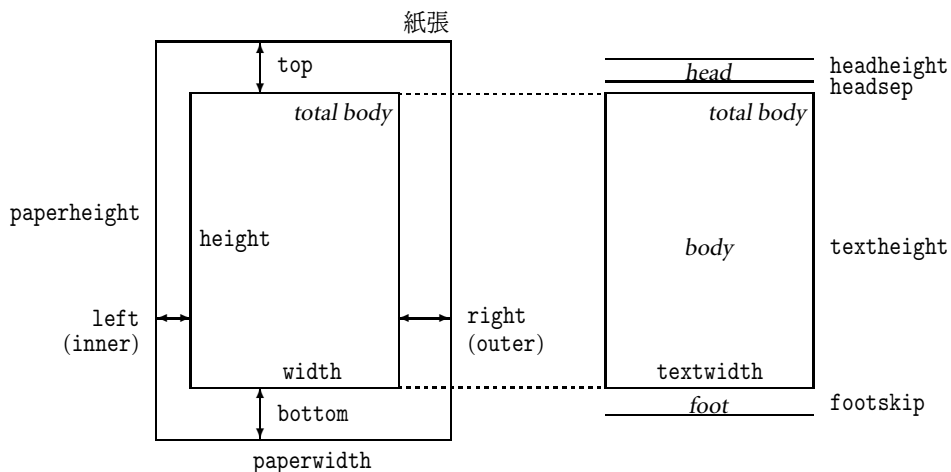 紙張
top
total body
paperheight
height
left
(inner)
right
(outer)
width
bottom
paperwidth
head
headheight
headsep
total body
body
textheight
textwidth
foot
footskip